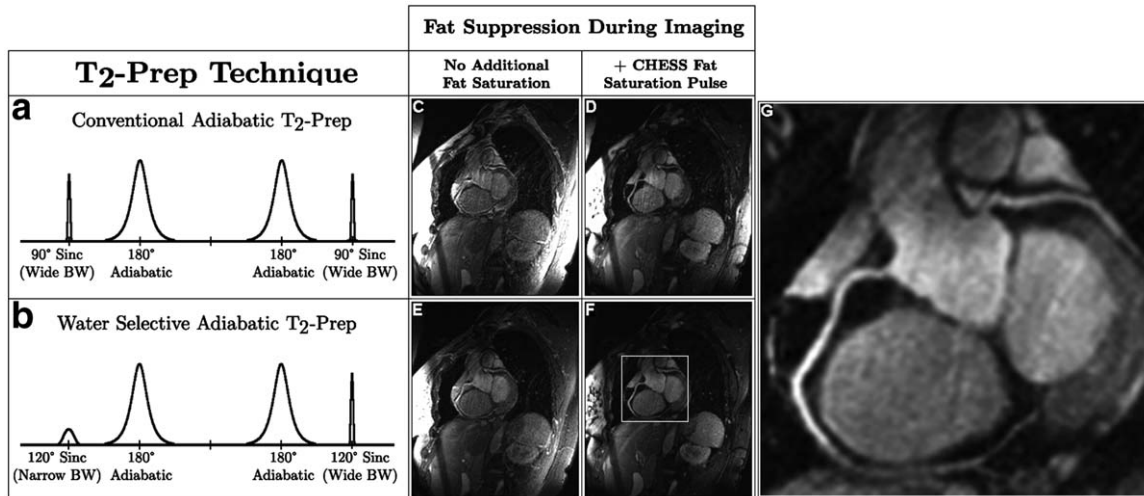 Fat Suppression During Imaging
T₂-Prep Technique
No Additional
Fat Saturation
+ CHESS Fat
Saturation Pulse
a
Conventional Adiabatic T₂-Prep
90° Sinc
(Wide BW)
180°
Adiabatic
180°
Adiabatic
90° Sinc
(Wide BW)
C
D
G
b
Water Selective Adiabatic T₂-Prep
120° Sinc
(Narrow BW)
180°
Adiabatic
180°
Adiabatic
120° Sinc
(Wide BW)
E
F